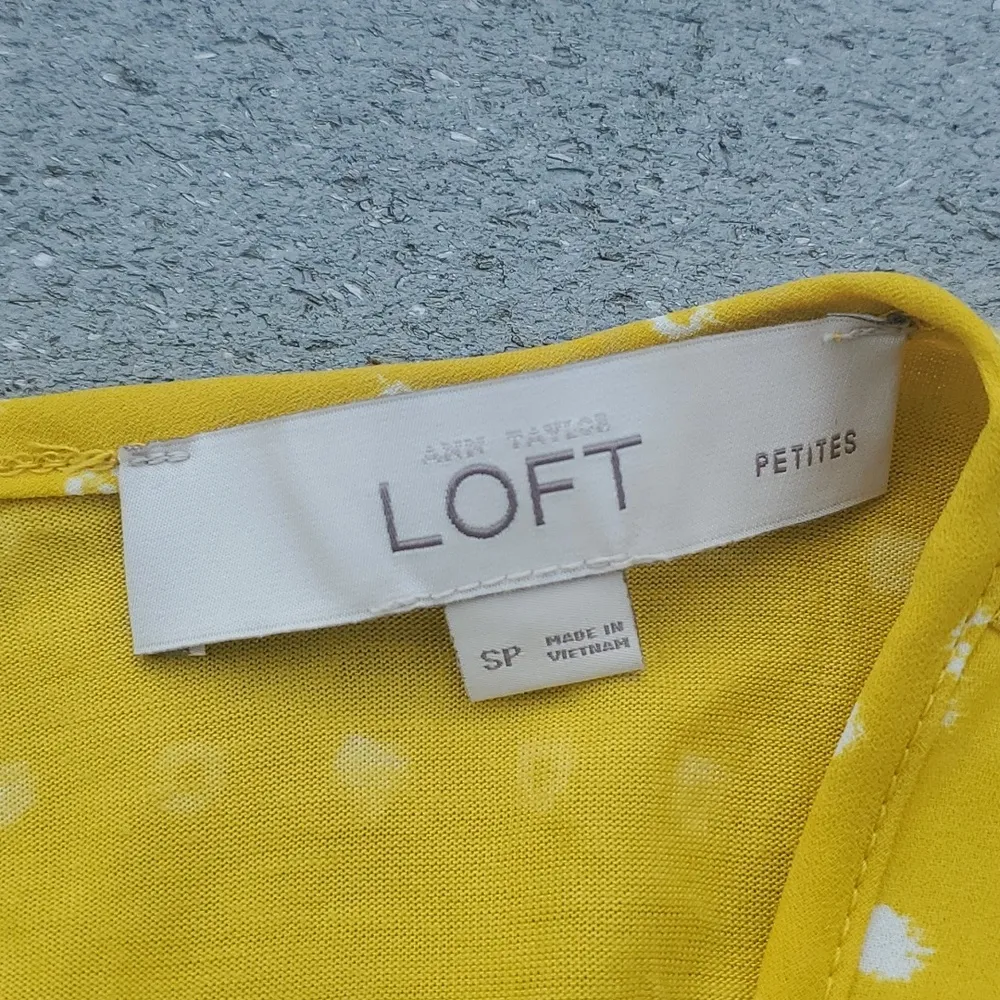 ANN TAYLOR
LOFT
PETITES
SP
MADE IN
VIETNAM